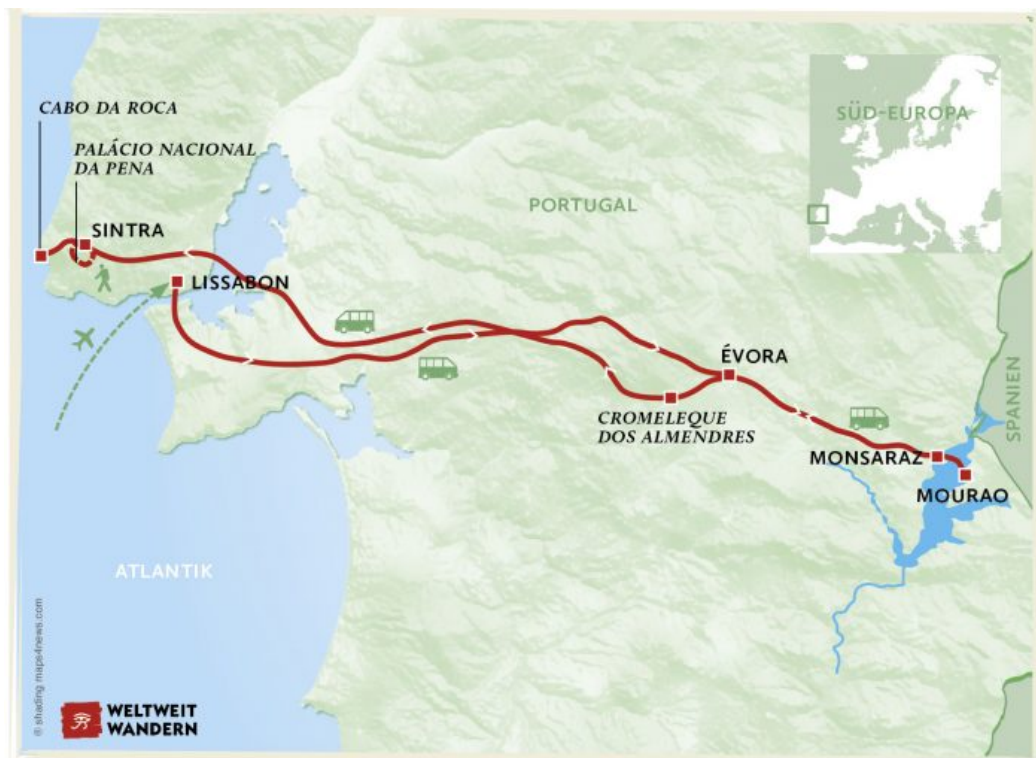 CABO DA ROCA
PALÁCIO NACIONAL
DA PENA
SINTRA
LISSABON
PORTUGAL
SÜD-EUROPA
ÉVORA
CROMELEQUE
DOS ALMENDRES
MONSARAZ
MOURAO
SPANIEN
ATLANTIK
© shading maps4news.com
WELTWEIT
WANDERN